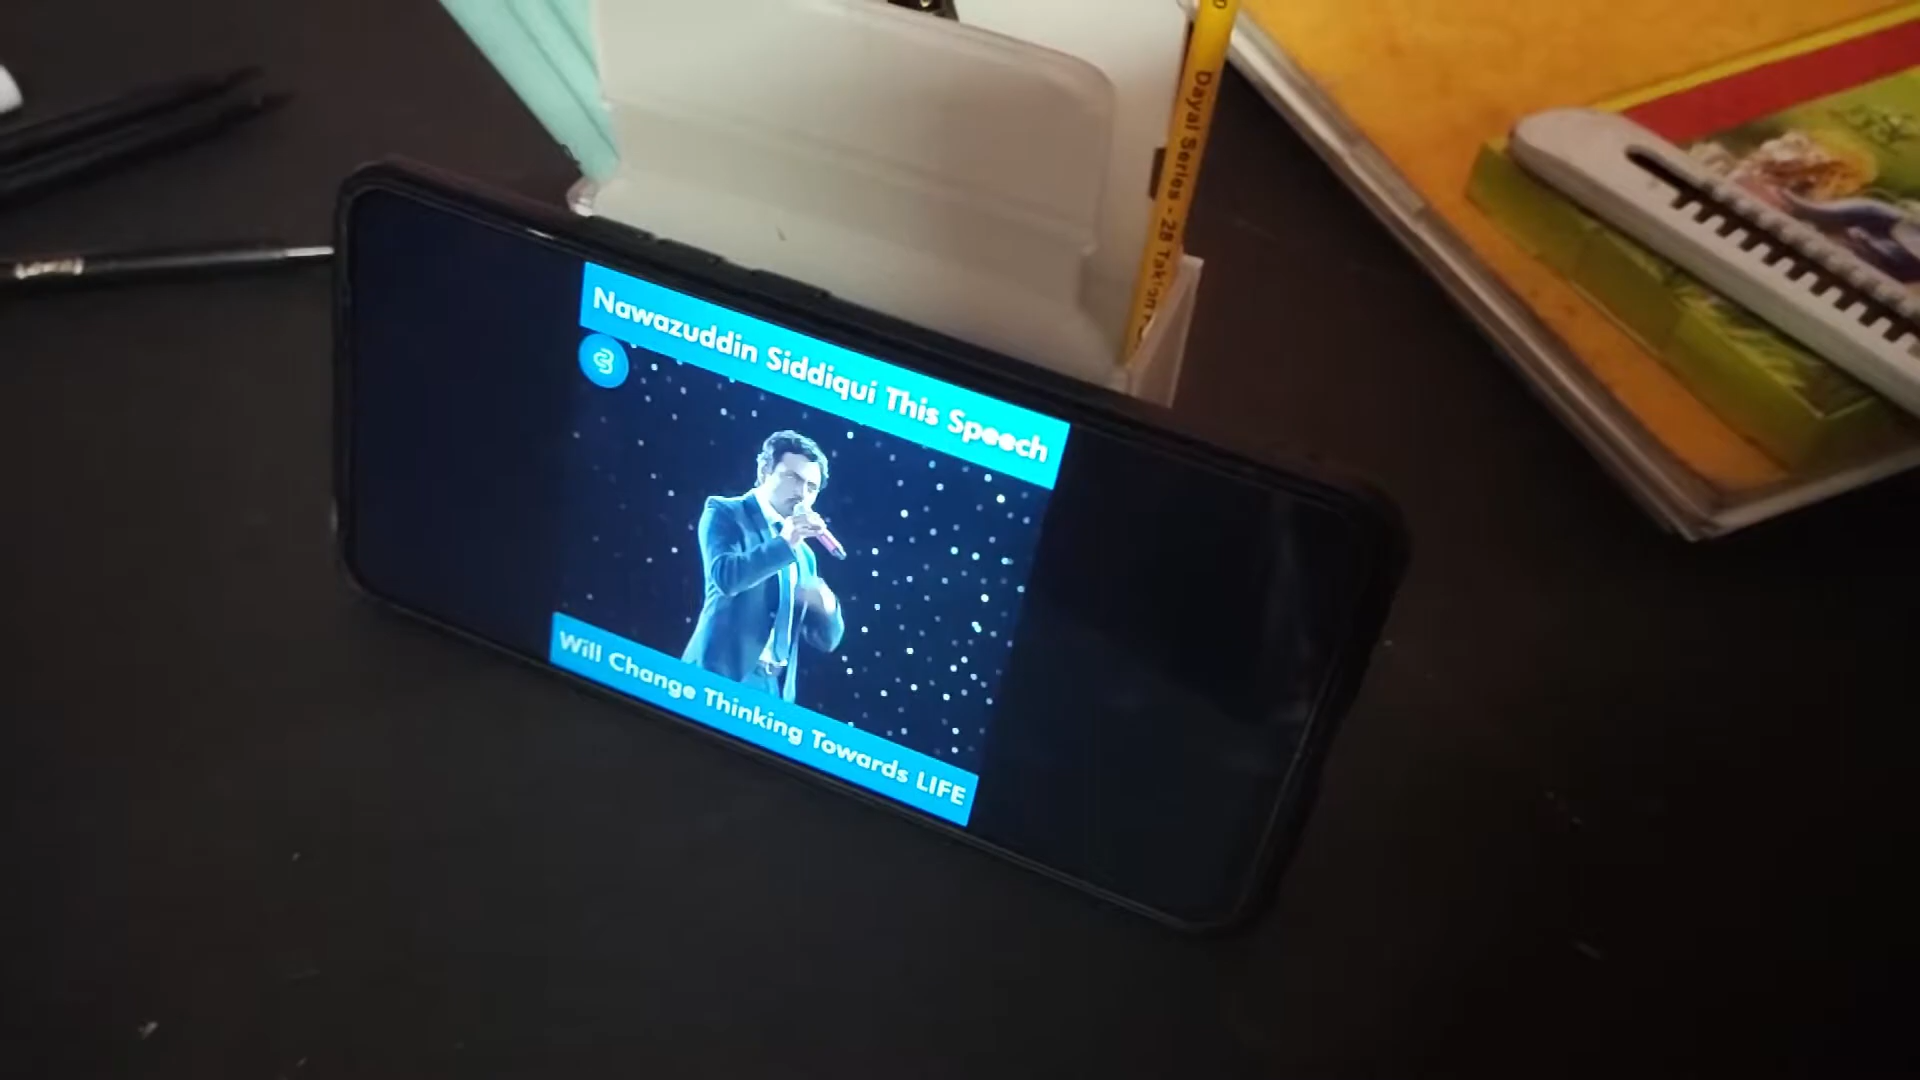 Nawazuddin Siddiqui This Speech
Will Change Thinking Towards LIFE
Dayal Series - 28